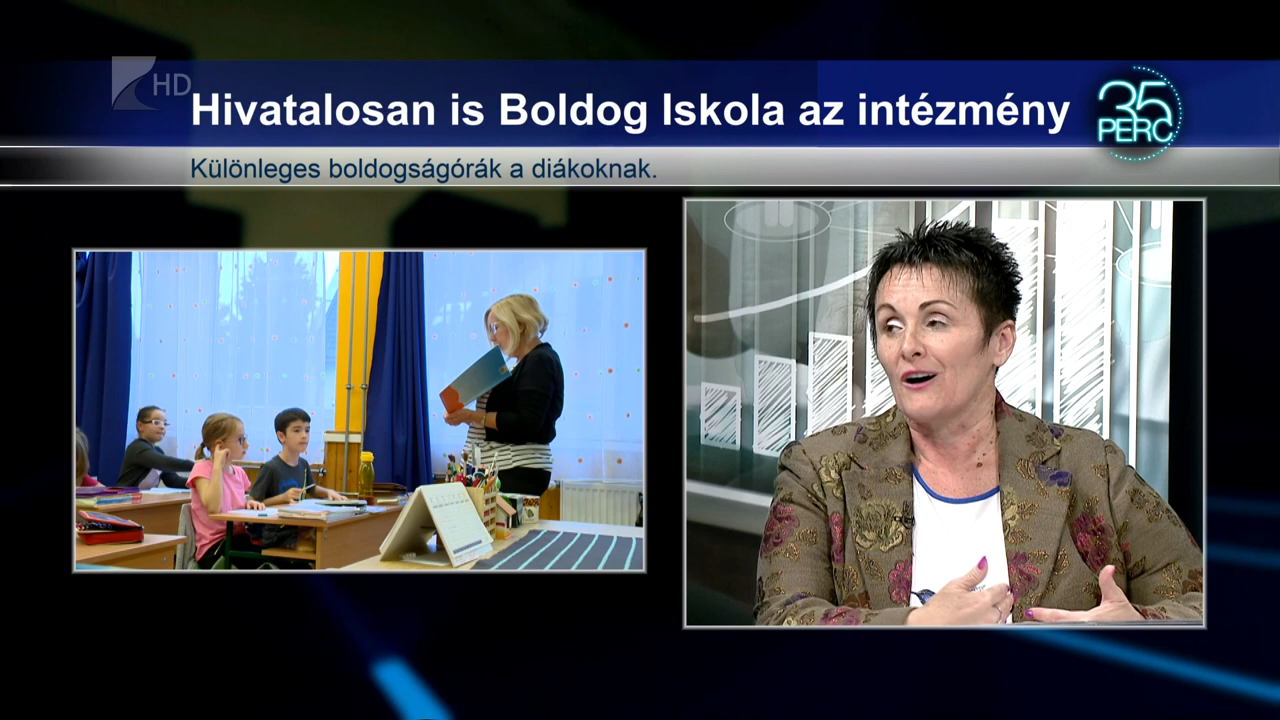 HD
Hivatalosan is Boldog Iskola az intézmény
35
PERC
Különleges boldogságórák a diákoknak.